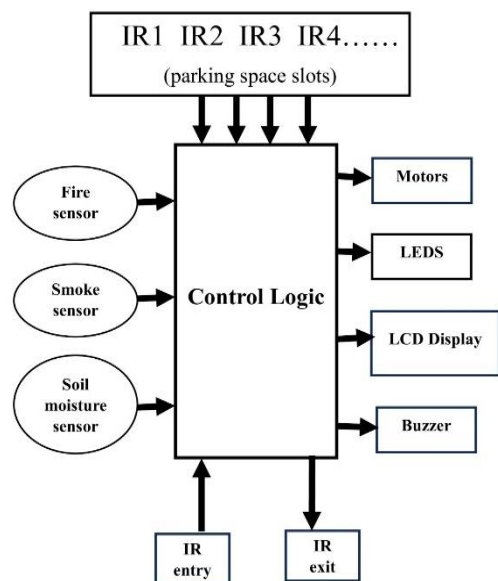 IR1 IR2 IR3 IR4......
(parking space slots)
Fire
sensor
Motors
LEDS
Smoke
sensor
Control Logic
LCD Display
Soil
moisture
sensor
Buzzer
IR
entry
IR
exit